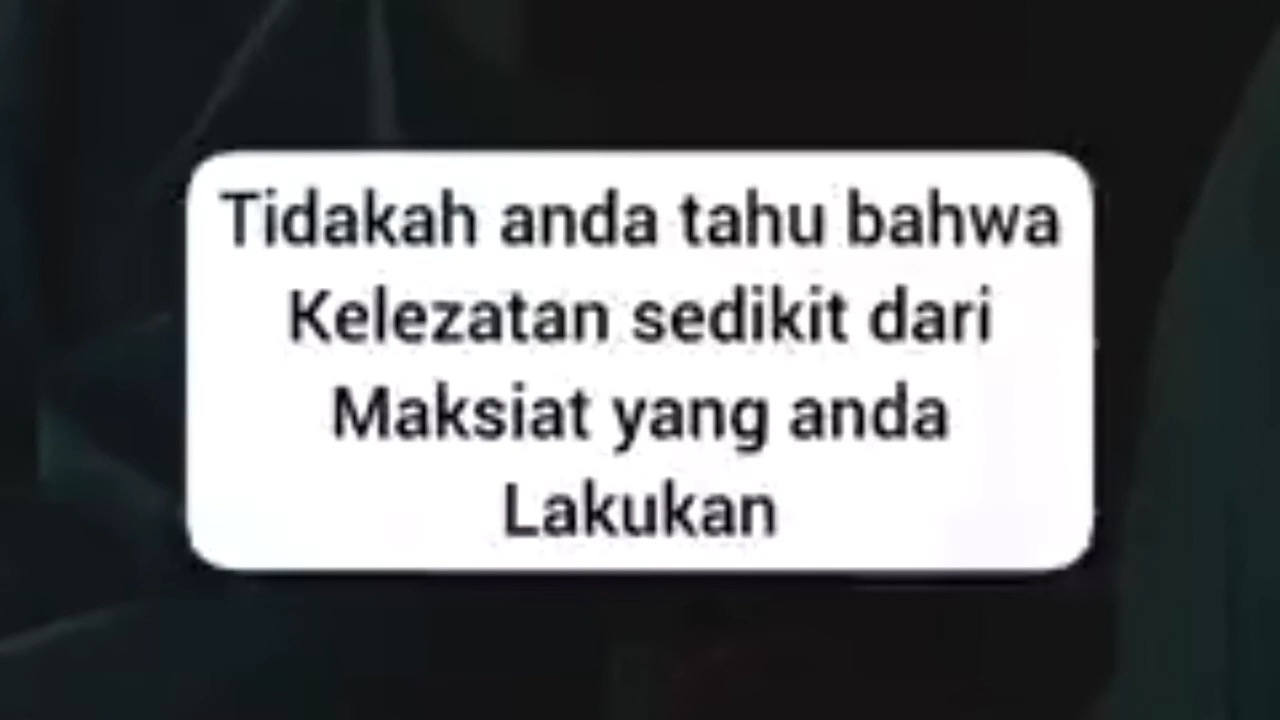 Tidakah anda tahu bahwa
Kelezatan sedikit dari
Maksiat yang anda
Lakukan